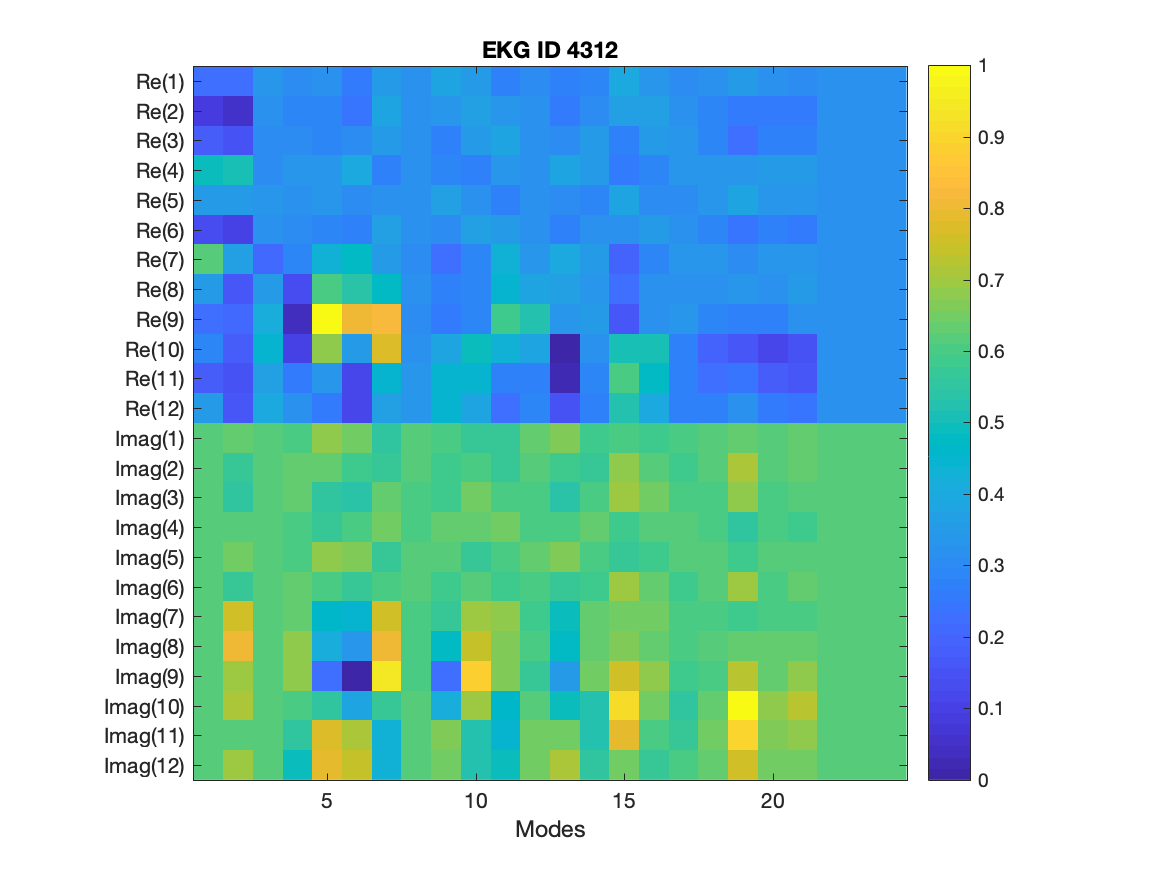 EKG ID 4312
Re(1)
Re(2)
Re(3)
Re(4)
Re(5)
Re(6)
Re(7)
Re(8)
Re(9)
Re(10)
Re(11)
Re(12)
Imag(1)
Imag(2)
Imag(3)
Imag(4)
Imag(5)
Imag(6)
Imag(7)
Imag(8)
Imag(9)
Imag(10)
Imag(11)
Imag(12)
5 10 15 20
Modes
1
0.9
0.8
0.7
0.6
0.5
0.4
0.3
0.2
0.1
0